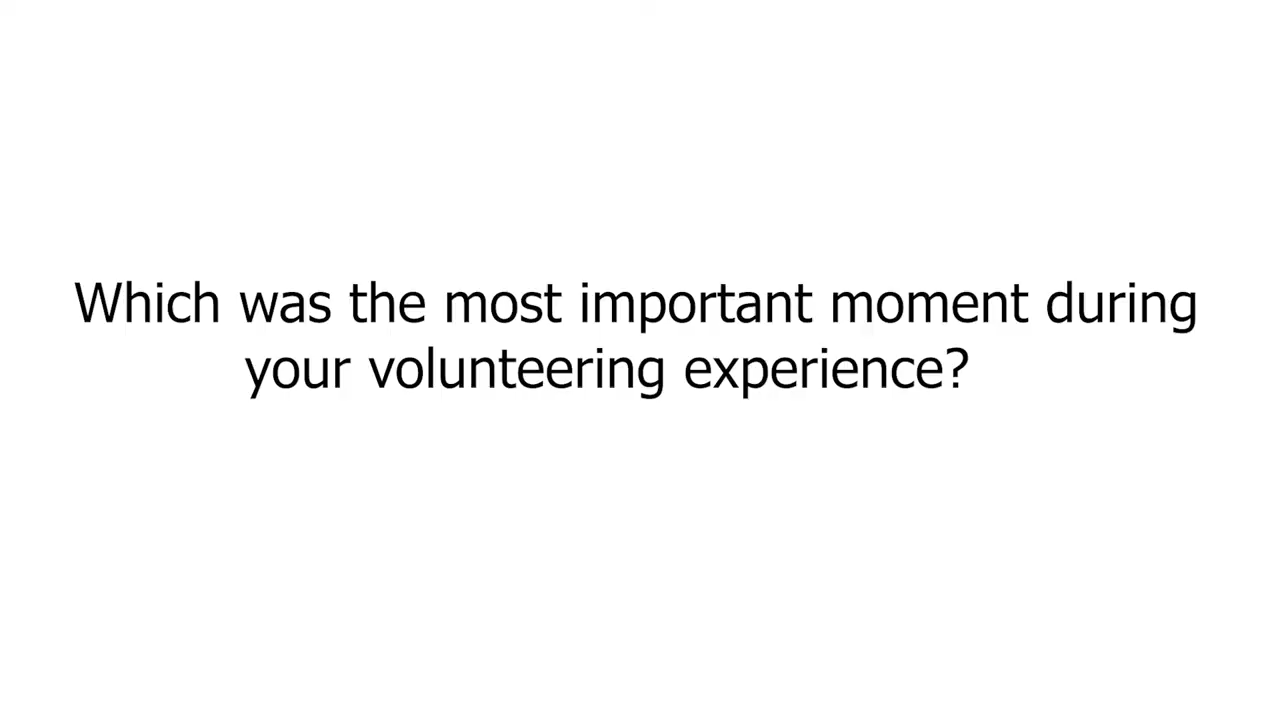 Which was the most important moment during
your volunteering experience?